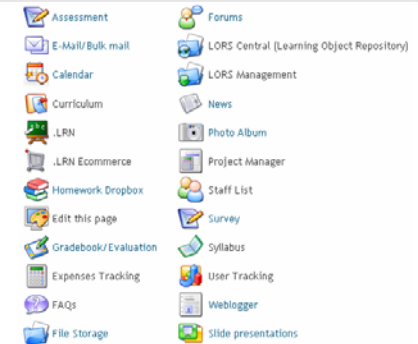 Assessment
E-Mail/Bulk mail
Calendar
Curriculum
.LRN
.LRN Ecommerce
Homework Dropbox
Edit this page
Gradebook/Evaluation
Expenses Tracking
FAQs
File Storage
Forums
LORS Central (Learning Object Repository)
LORS Management
News
Photo Album
Project Manager
Staff List
Survey
Syllabus
User Tracking
Weblogger
Slide presentations